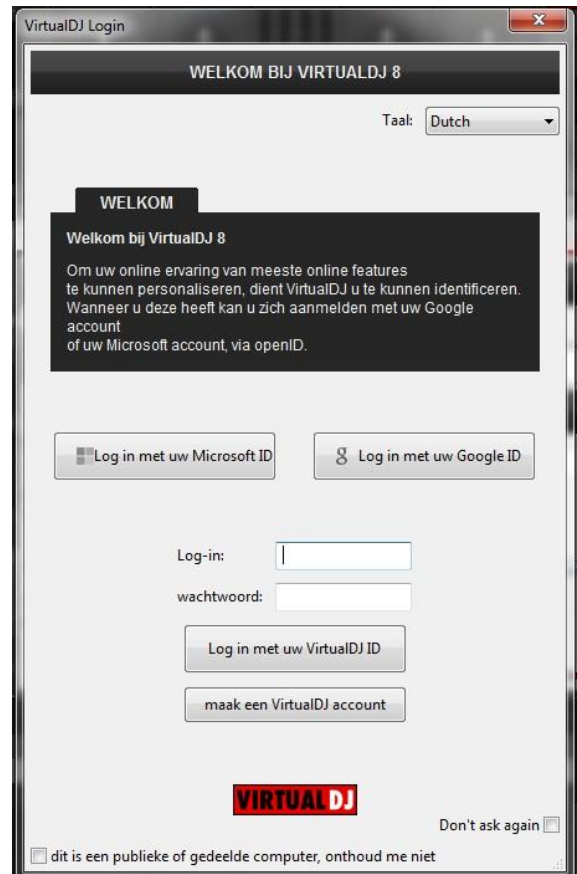 VirtualDJ Login
WELKOM BIJ VIRTUALDJ 8
Taal: Dutch
WELKOM
Welkom bij VirtualDJ 8
Om uw online ervaring van meeste online features
te kunnen personaliseren, dient VirtualDJ u te kunnen identificeren.
Wanneer u deze heeft kan u zich aanmelden met uw Google
account
of uw Microsoft account, via openID.
Log in met uw Microsoft ID
g Log in met uw Google ID
Log-in:
wachtwoord:
Log in met uw VirtualDJ ID
maak een VirtualDJ account
VIRTUAL DJ
Don't ask again
dit is een publieke of gedeelde computer, onthoud me niet